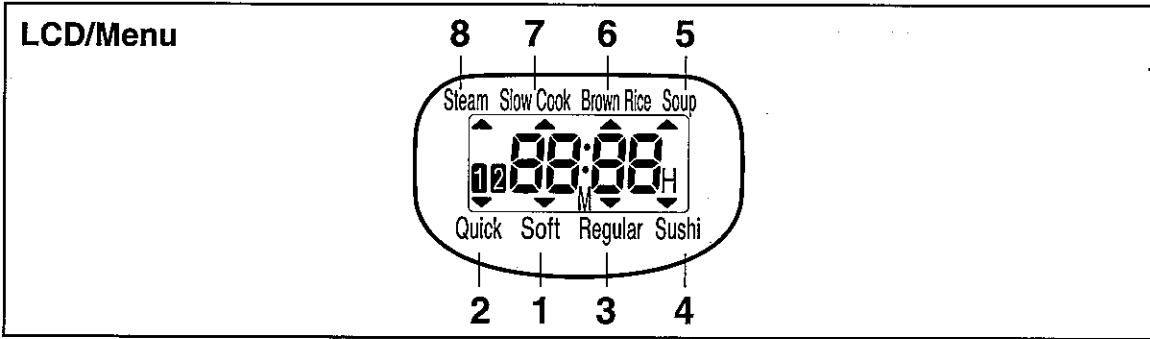 LCD/Menu
8 7 6 5
Steam Slow Cook Brown Rice Soup
1 2 88:88 H
M
Quick Soft Regular Sushi
2 1 3 4